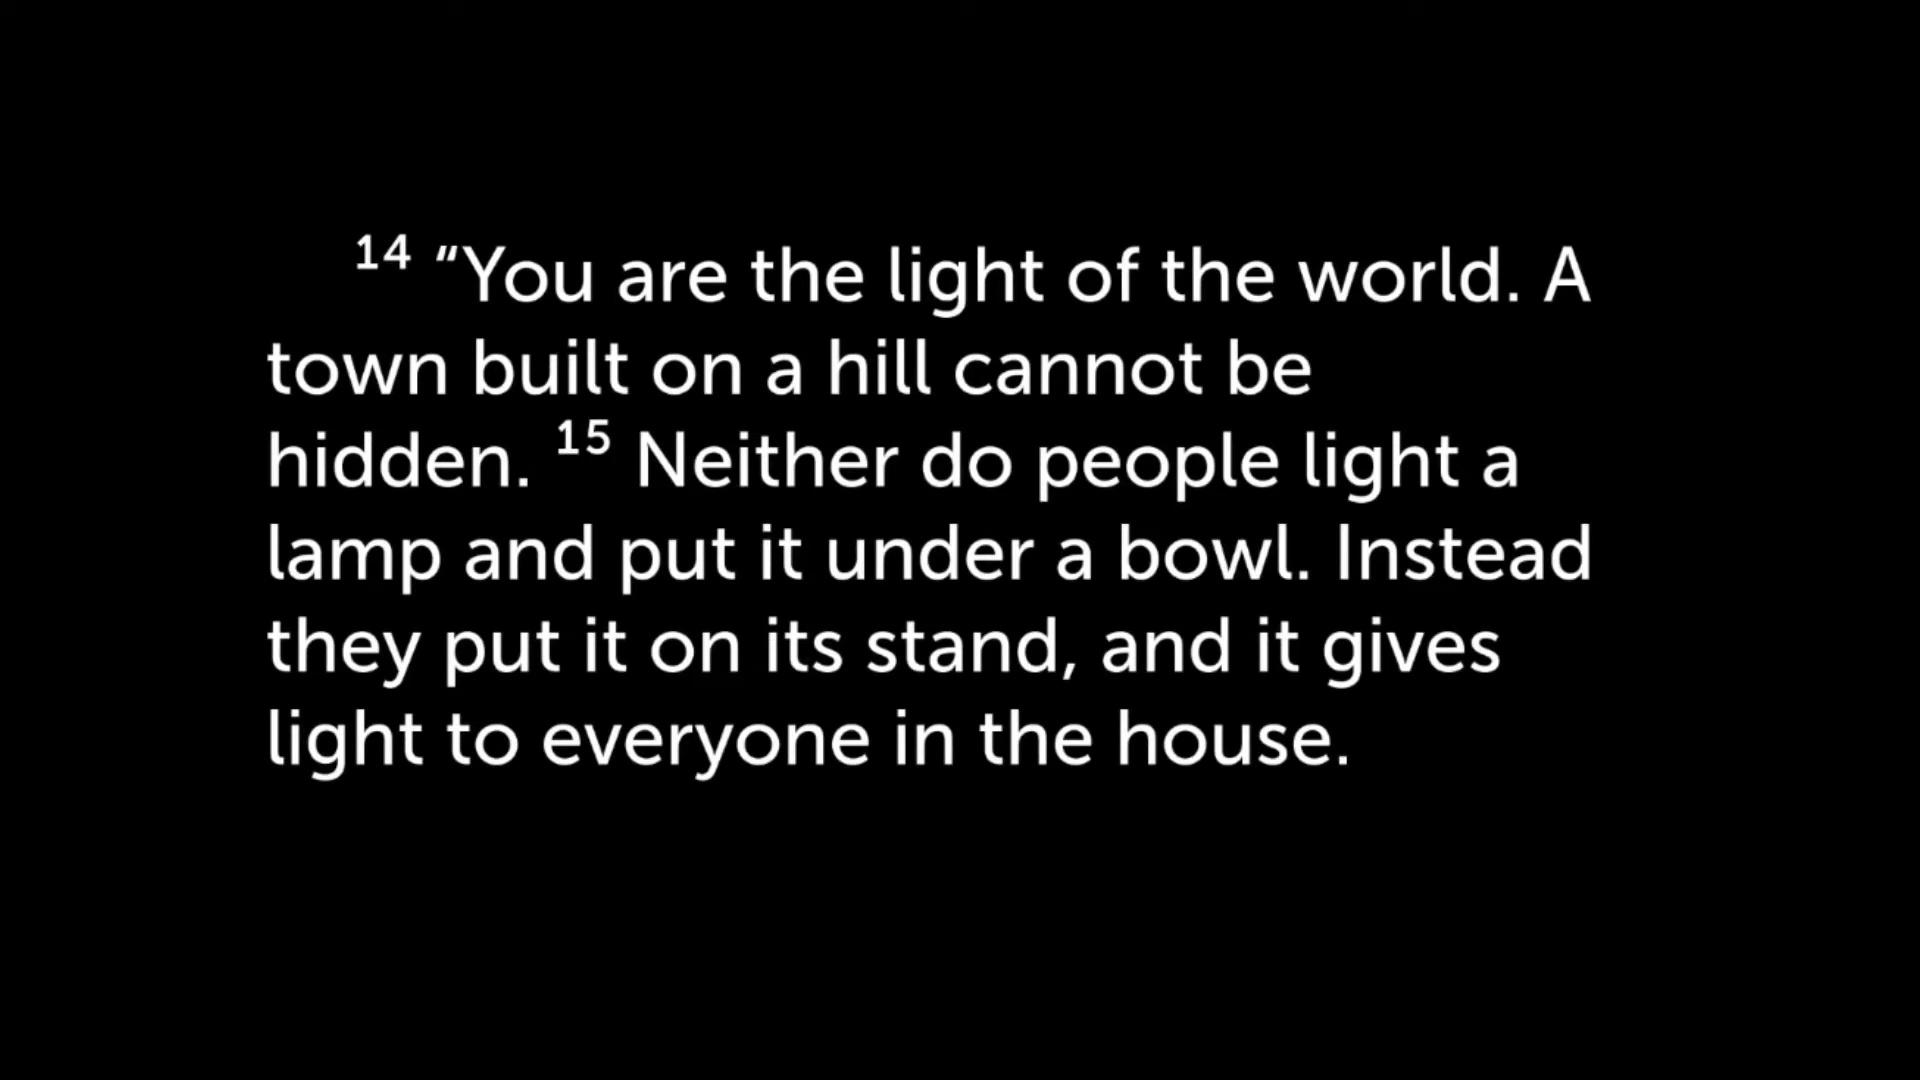 14 “You are the light of the world. A
town built on a hill cannot be
hidden. 15 Neither do people light a
lamp and put it under a bowl. Instead
they put it on its stand, and it gives
light to everyone in the house.